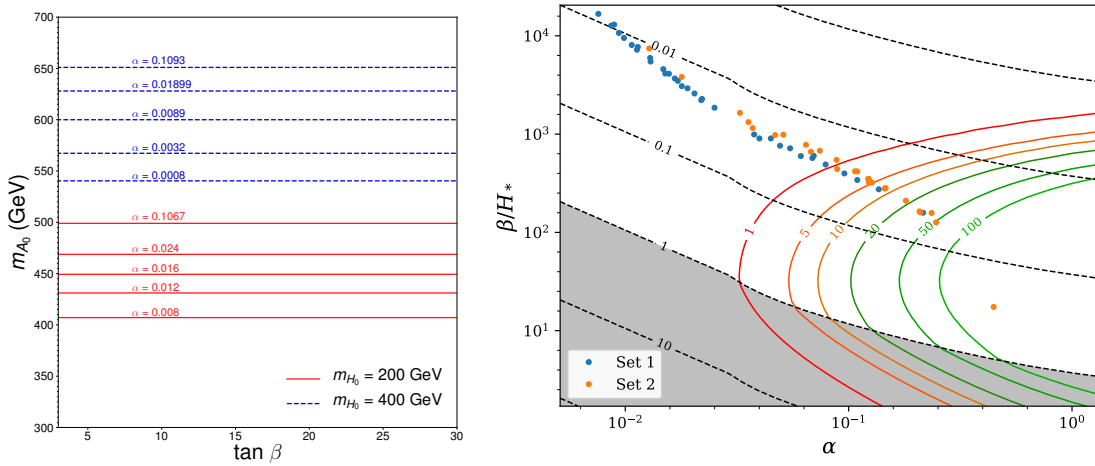 700
650
600
550
500
450
400
350
300
m_{A_0} (GeV)
α = 0.1093
α = 0.01899
α = 0.0089
α = 0.0032
α = 0.0008
α = 0.1067
α = 0.024
α = 0.016
α = 0.012
α = 0.008
m_{H_0} = 200 GeV
m_{H_0} = 400 GeV
5 10 15 20 25 30
tan β
10^4
10^3
10^2
10^1
β/H_*
0.01
0.1
1
10
1
5
10
20
50
100
Set 1
Set 2
10^{-2} 10^{-1} 10^0
α